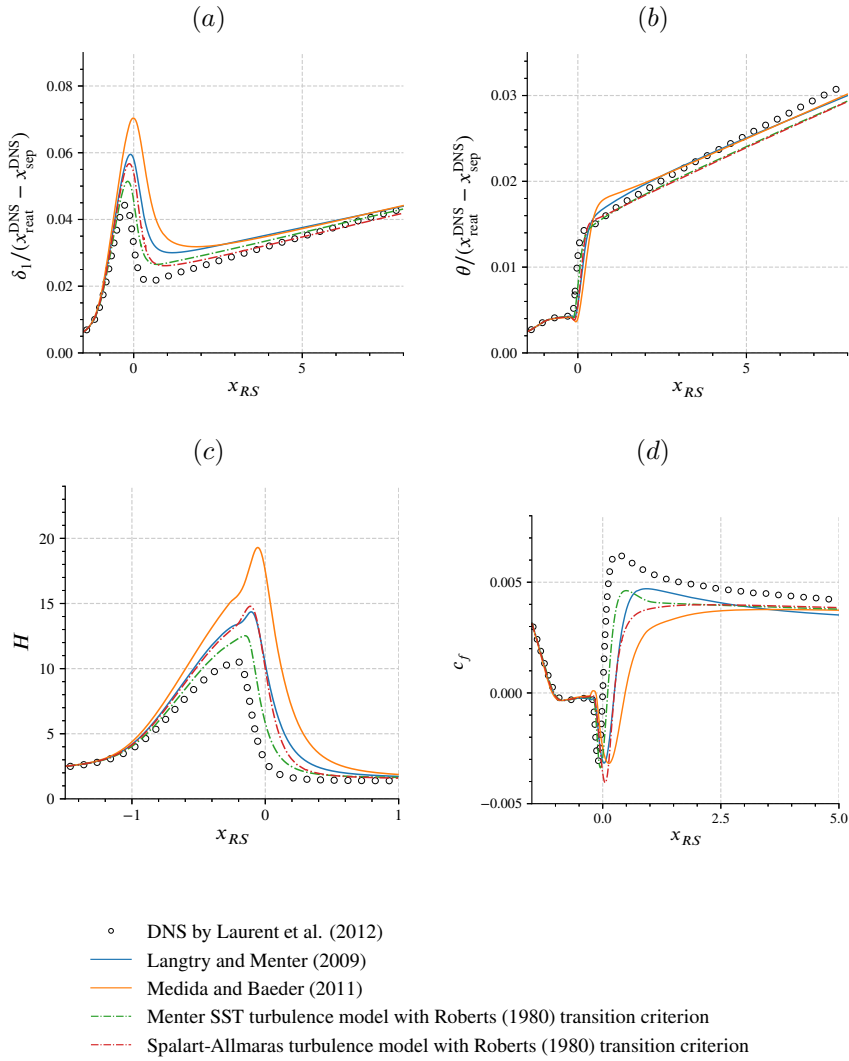 (a)
(b)
0.08
0.06
0.04
0.02
0.00
δ₁/(x_reat^DNS − x_sep^DNS)
0
5
x_RS
0.03
0.02
0.01
0.00
θ/(x_reat^DNS − x_sep^DNS)
0
5
x_RS
(c)
(d)
20
15
10
5
0
H
−1
0
1
x_RS
0.005
0.000
−0.005
c_f
0.0
2.5
5.0
x_RS
DNS by Laurent et al. (2012)
Langtry and Menter (2009)
Medida and Baeder (2011)
Menter SST turbulence model with Roberts (1980) transition criterion
Spalart-Allmaras turbulence model with Roberts (1980) transition criterion